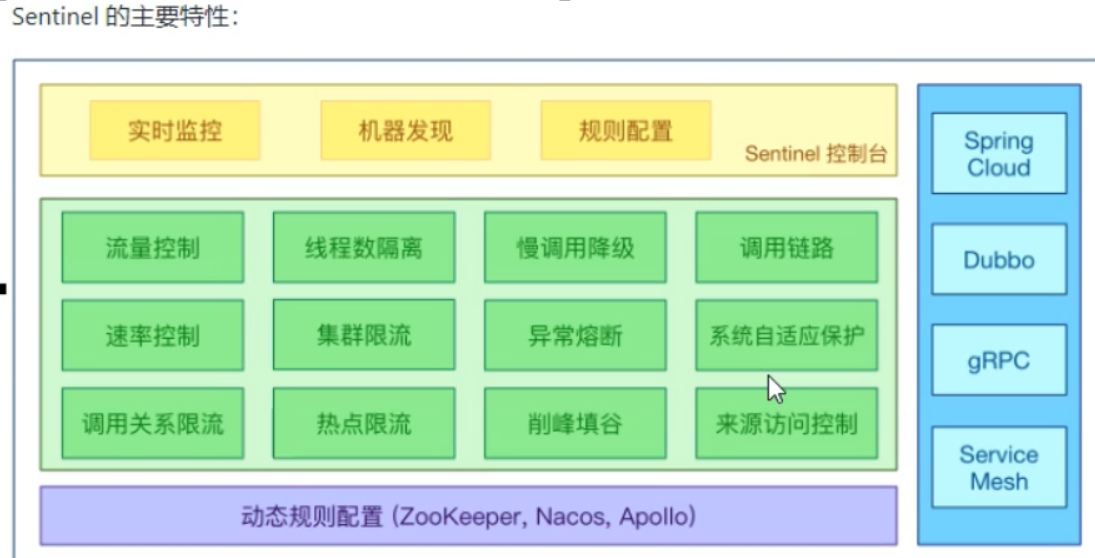 Sentinel 的主要特性：
实时监控
机器发现
规则配置
Sentinel 控制台
流量控制
线程数隔离
慢调用降级
调用链路
速率控制
集群限流
异常熔断
系统自适应保护
调用关系限流
热点限流
削峰填谷
来源访问控制
动态规则配置 (ZooKeeper, Nacos, Apollo)
Spring
Cloud
Dubbo
gRPC
Service
Mesh